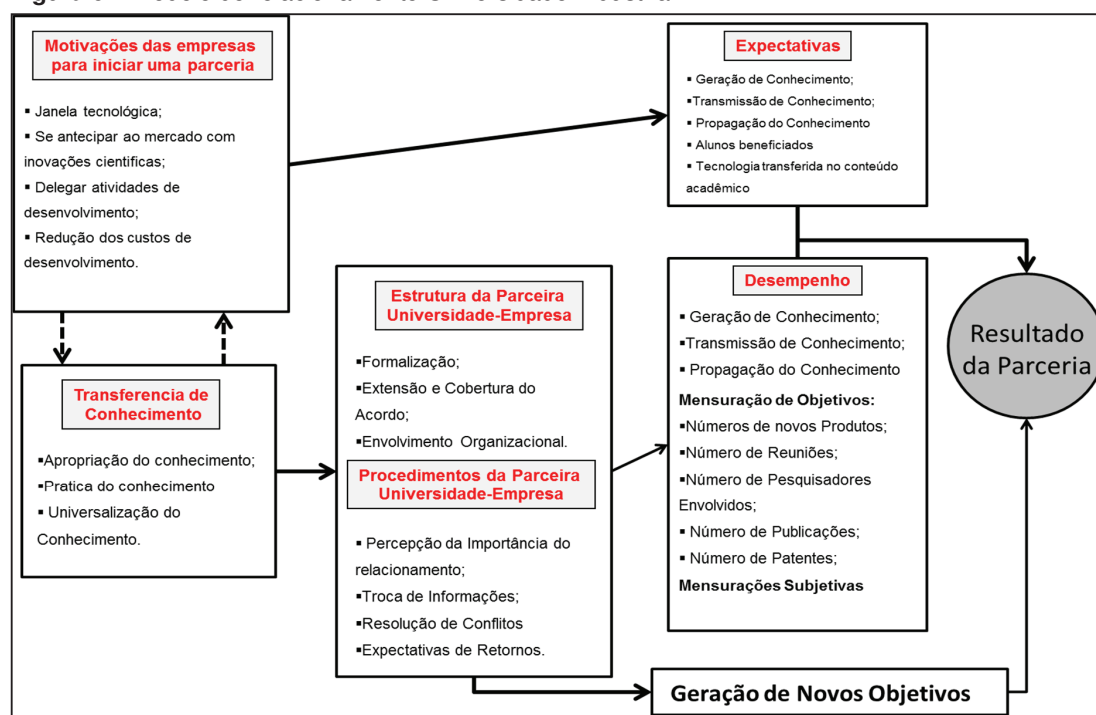 Motivações das empresas
para iniciar uma parceria
▪ Janela tecnológica;
▪ Se antecipar ao mercado com
inovações cientificas;
▪ Delegar atividades de
desenvolvimento;
▪ Redução dos custos de
desenvolvimento.
Expectativas
▪ Geração de Conhecimento;
▪Transmissão de Conhecimento;
▪ Propagação do Conhecimento
▪ Alunos beneficiados
▪ Tecnologia transferida no conteúdo
acadêmico
Transferencia de
Conhecimento
▪Apropriação do conhecimento;
▪Pratica do conhecimento
▪ Universalização do
Conhecimento.
Estrutura da Parceira
Universidade-Empresa
▪Formalização;
▪Extensão e Cobertura do
Acordo;
▪Envolvimento Organizacional.
Procedimentos da Parceira
Universidade-Empresa
▪ Percepção da Importância do
relacionamento;
▪Troca de Informações;
▪Resolução de Conflitos
▪Expectativas de Retornos.
Desempenho
▪ Geração de Conhecimento;
▪Transmissão de Conhecimento;
▪ Propagação do Conhecimento
Mensuração de Objetivos:
▪Números de novos Produtos;
▪Número de Reuniões;
▪Número de Pesquisadores
Envolvidos;
▪ Número de Publicações;
▪ Número de Patentes;
Mensurações Subjetivas
Resultado
da Parceria
Geração de Novos Objetivos